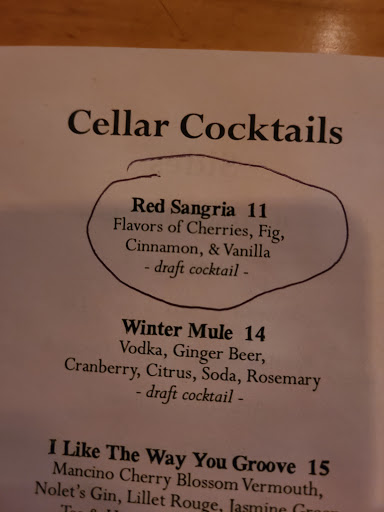 Cellar Cocktails
Red Sangria 11
Flavors of Cherries, Fig,
Cinnamon, & Vanilla
- draft cocktail -
Winter Mule 14
Vodka, Ginger Beer,
Cranberry, Citrus, Soda, Rosemary
- draft cocktail -
I Like The Way You Groove 15
Mancino Cherry Blossom Vermouth,
Nolet's Gin, Lillet Rouge, Jasmine Green